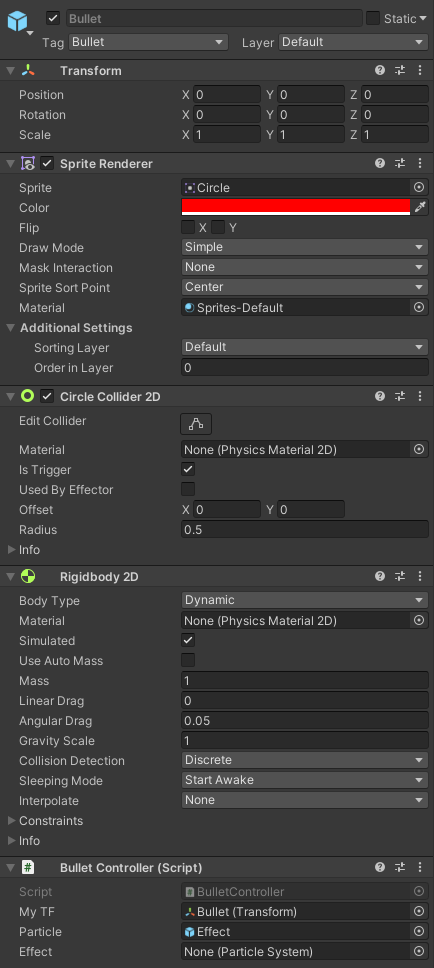 Bullet Static
Tag Bullet Layer Default
Transform
Position X 0 Y 0 Z 0
Rotation X 0 Y 0 Z 0
Scale X 1 Y 1 Z 1
Sprite Renderer
Sprite Circle
Color
Flip X Y
Draw Mode Simple
Mask Interaction None
Sprite Sort Point Center
Material Sprites-Default
Additional Settings
Sorting Layer Default
Order in Layer 0
Circle Collider 2D
Edit Collider
Material None (Physics Material 2D)
Is Trigger
Used By Effector
Offset X 0 Y 0
Radius 0.5
Info
Rigidbody 2D
Body Type Dynamic
Material None (Physics Material 2D)
Simulated
Use Auto Mass
Mass 1
Linear Drag 0
Angular Drag 0.05
Gravity Scale 1
Collision Detection Discrete
Sleeping Mode Start Awake
Interpolate None
Constraints
Info
# Bullet Controller (Script)
Script # BulletController
My TF Bullet (Transform)
Particle Effect
Effect None (Particle System)